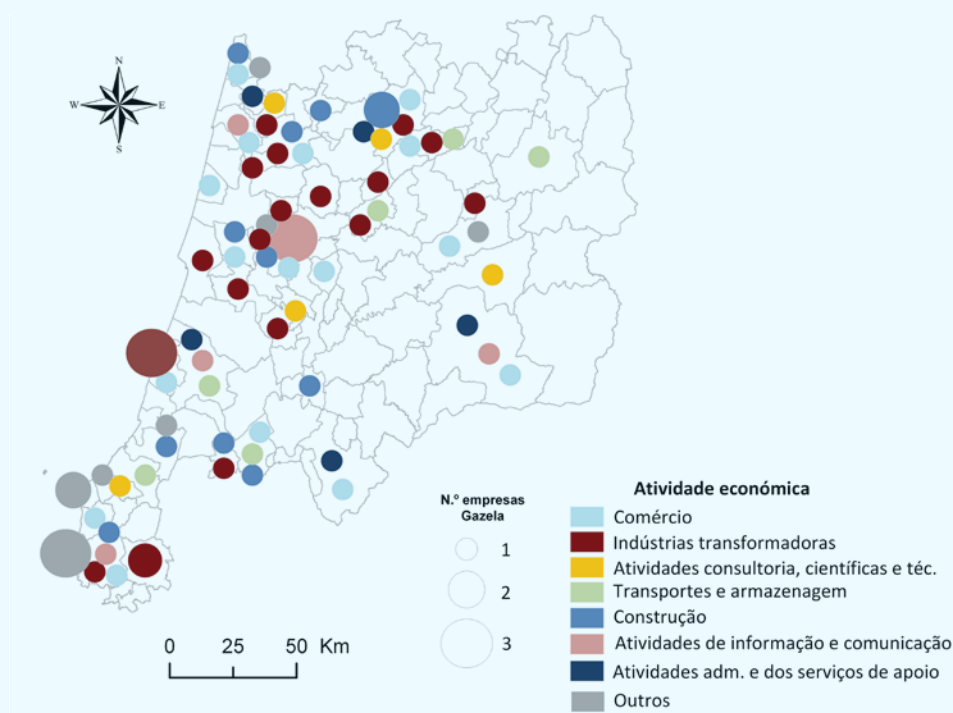 N
W
E
S
N.º empresas
Gazela
1
2
3
Atividade económica
Comércio
Indústrias transformadoras
Atividades consultoria, científicas e téc.
Transportes e armazenagem
Construção
Atividades de informação e comunicação
Atividades adm. e dos serviços de apoio
Outros
0 25 50 Km